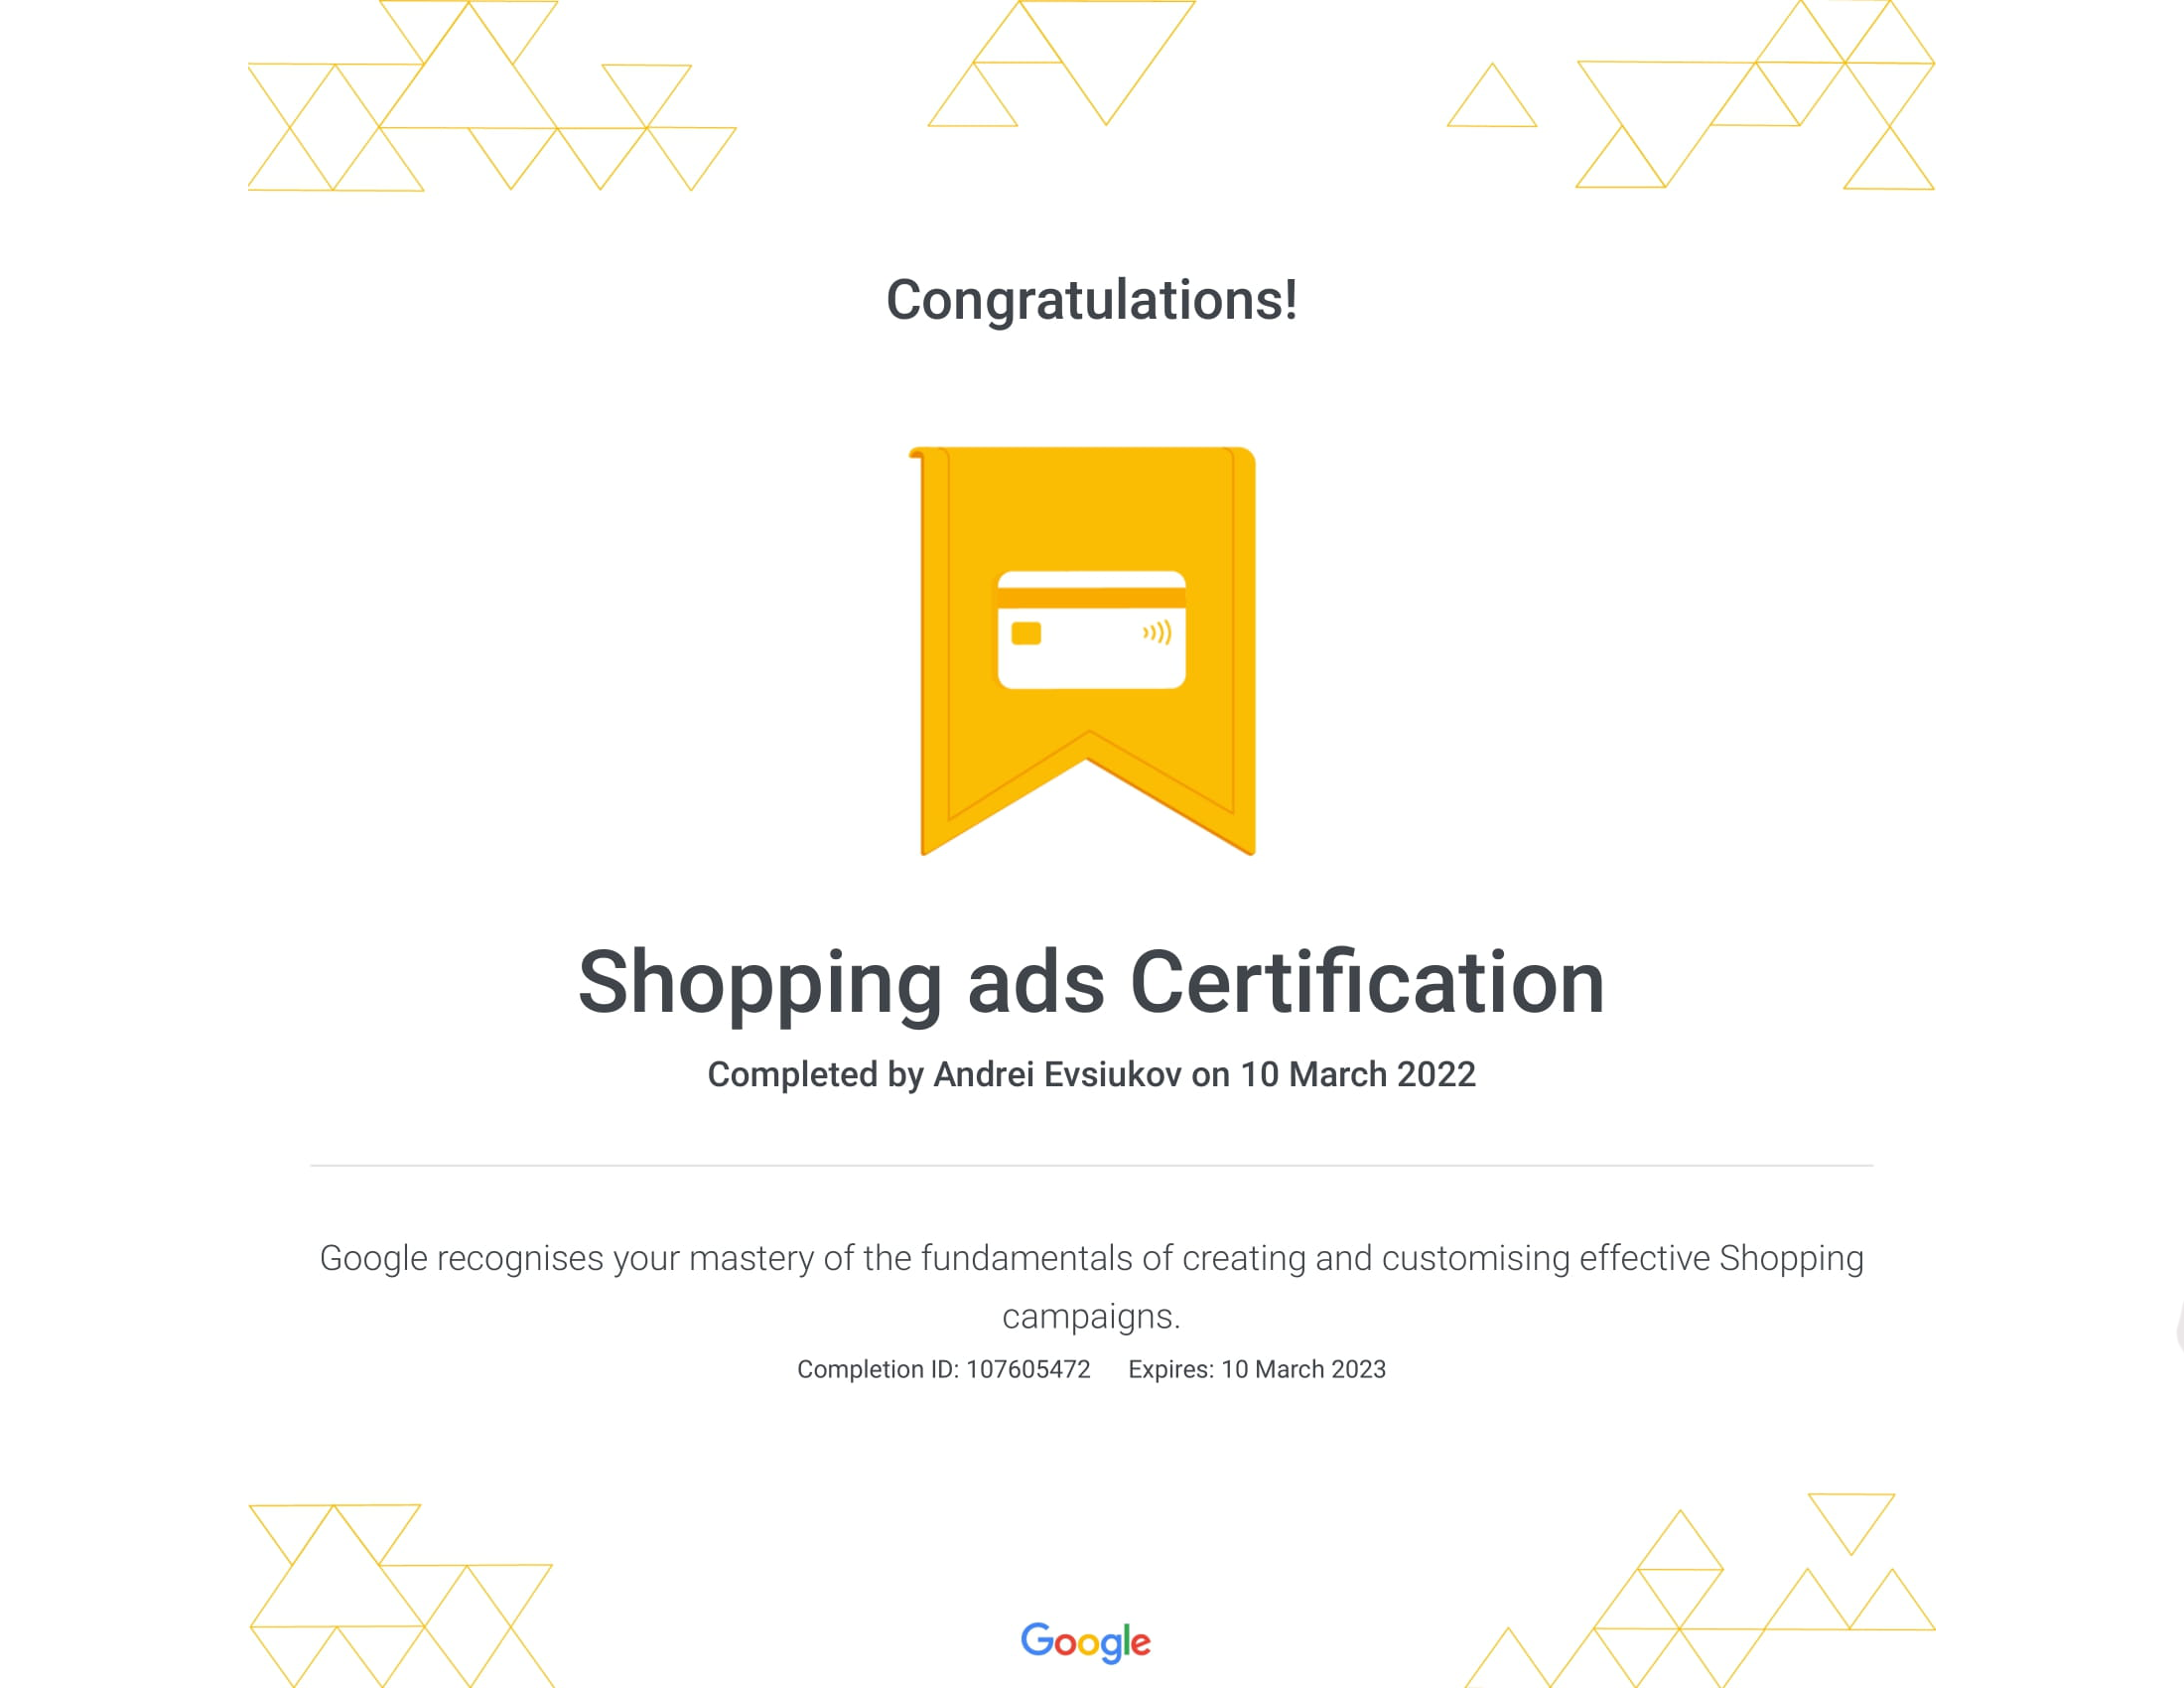 Congratulations!
Shopping ads Certification
Completed by Andrei Evsiukov on 10 March 2022
Google recognises your mastery of the fundamentals of creating and customising effective Shopping
campaigns.
Completion ID: 107605472 Expires: 10 March 2023
Google